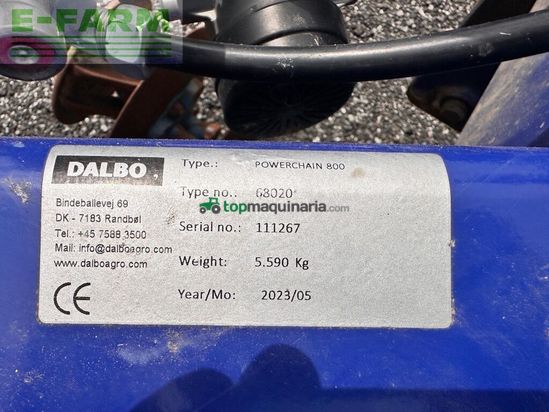 E-FARM
DALBO
Bindeballevej 69
DK - 7183 Randbøl
Tel.: +45 7588 3500
Mail: info@dalboagro.com
www.dalboagro.com
CE
Type.: POWERCHAIN 800
Type no.: 68020
topmaquinaria.com
Serial no.: 111267
Weight: 5.590 Kg
Year/Mo: 2023/05